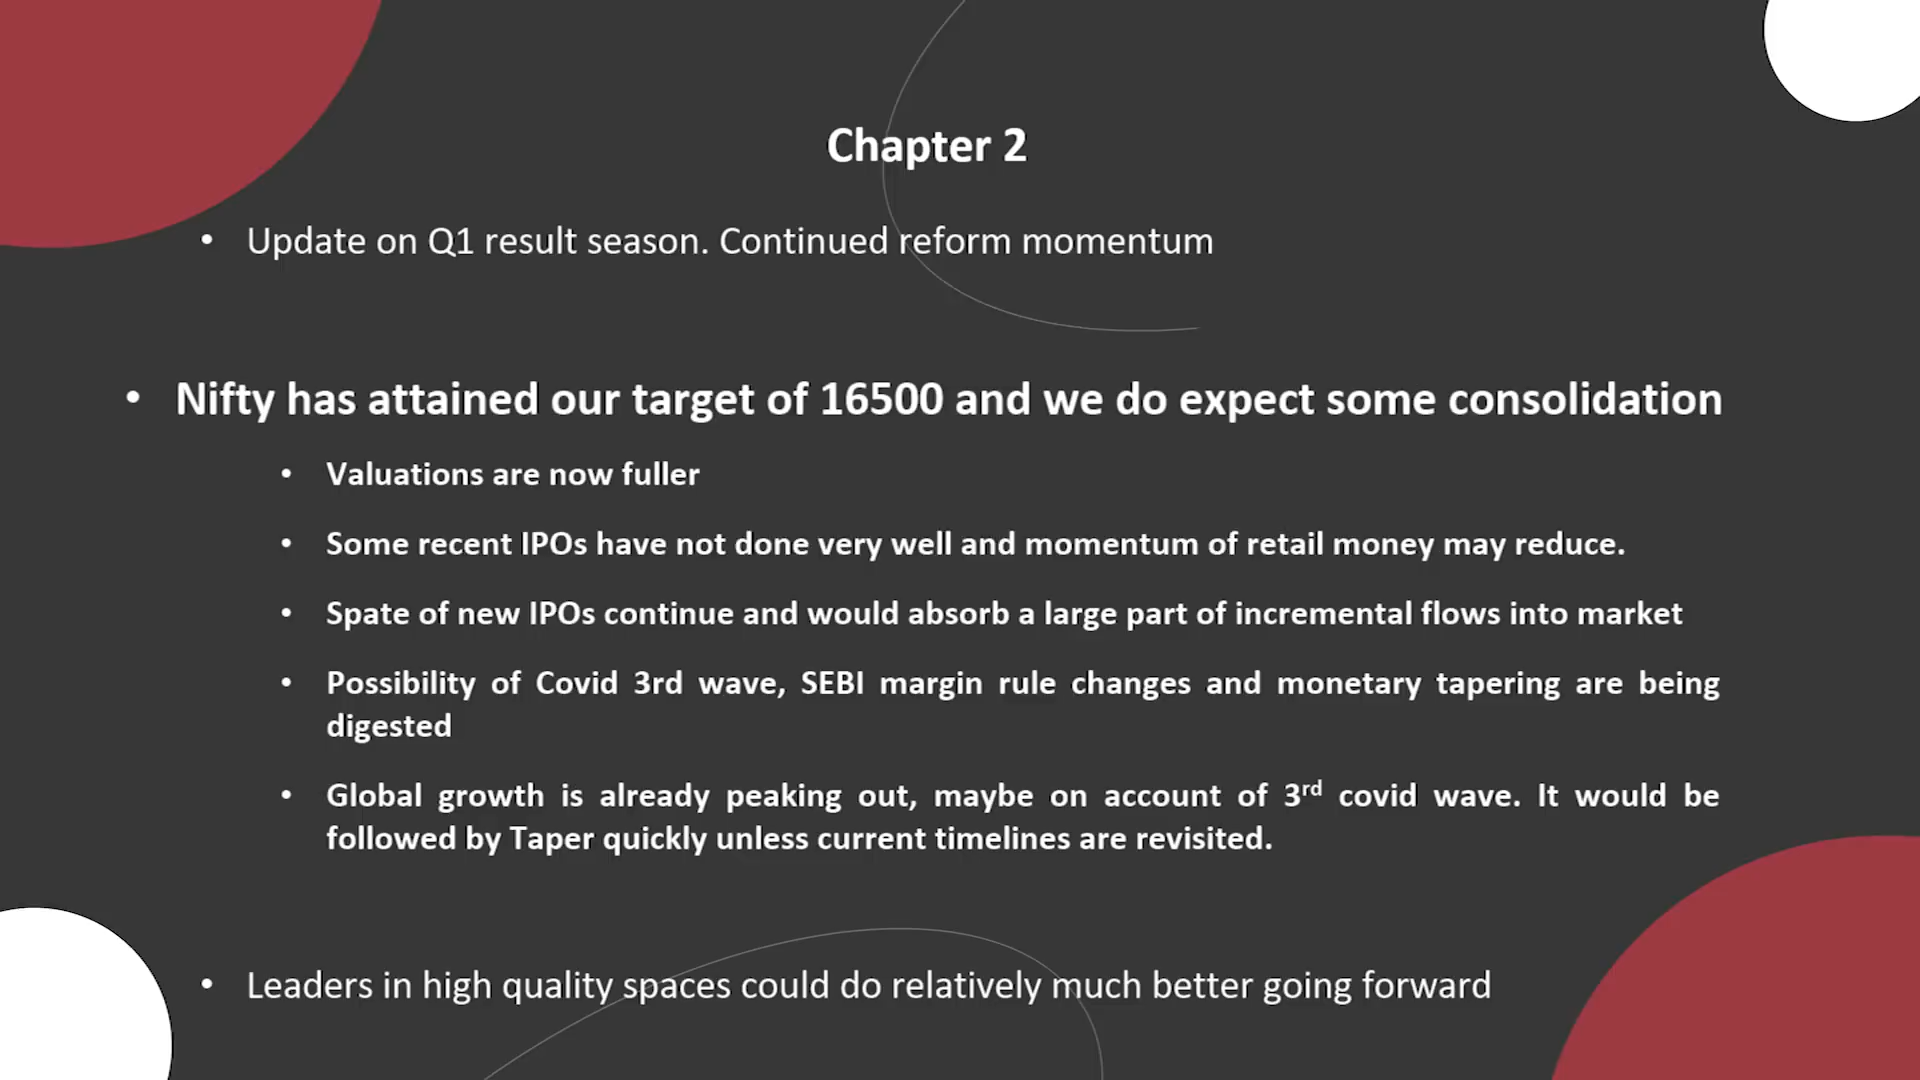 Chapter 2
• Update on Q1 result season. Continued reform momentum
• Nifty has attained our target of 16500 and we do expect some consolidation
• Valuations are now fuller
• Some recent IPOs have not done very well and momentum of retail money may reduce.
• Spate of new IPOs continue and would absorb a large part of incremental flows into market
• Possibility of Covid 3rd wave, SEBI margin rule changes and monetary tapering are being
digested
• Global growth is already peaking out, maybe on account of 3rd covid wave. It would be
followed by Taper quickly unless current timelines are revisited.
• Leaders in high quality spaces could do relatively much better going forward